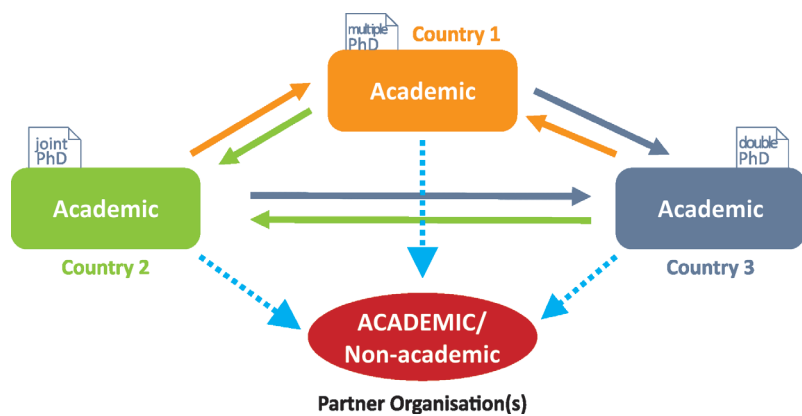 multiple
PhD
Country 1
Academic
joint
PhD
Academic
Country 2
double
PhD
Academic
Country 3
ACADEMIC/
Non-academic
Partner Organisation(s)